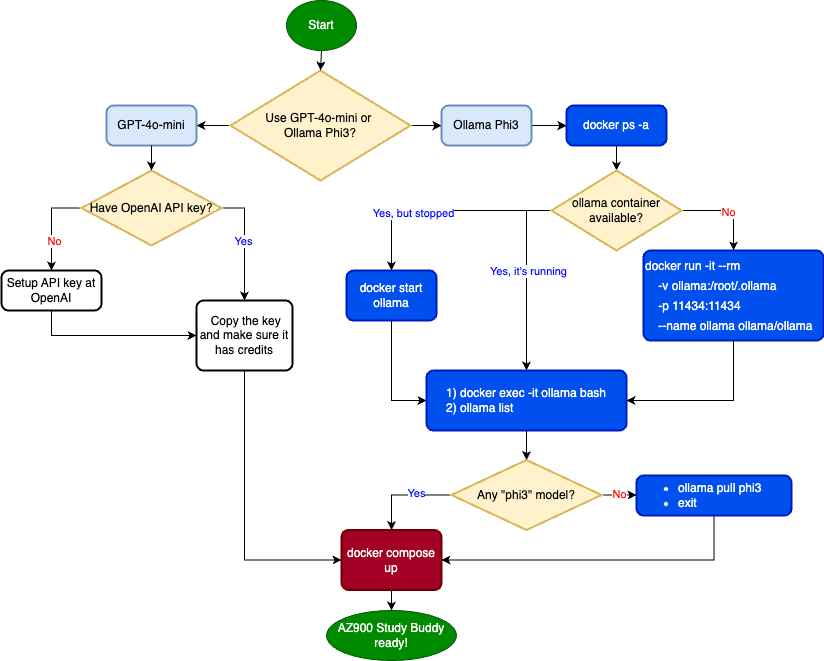 Start
Use GPT-4o-mini or
Ollama Phi3?
GPT-4o-mini
Ollama Phi3
docker ps -a
Have OpenAI API key?
ollama container
available?
No
Yes
Yes, but stopped
Yes, it's running
No
Setup API key at
OpenAI
docker start
ollama
docker run -it --rm
-v ollama:/root/.ollama
-p 11434:11434
--name ollama ollama/ollama
Copy the key
and make sure it
has credits
1) docker exec -it ollama bash
2) ollama list
Any "phi3" model?
Yes
No
• ollama pull phi3
• exit
docker compose
up
AZ900 Study Buddy
ready!